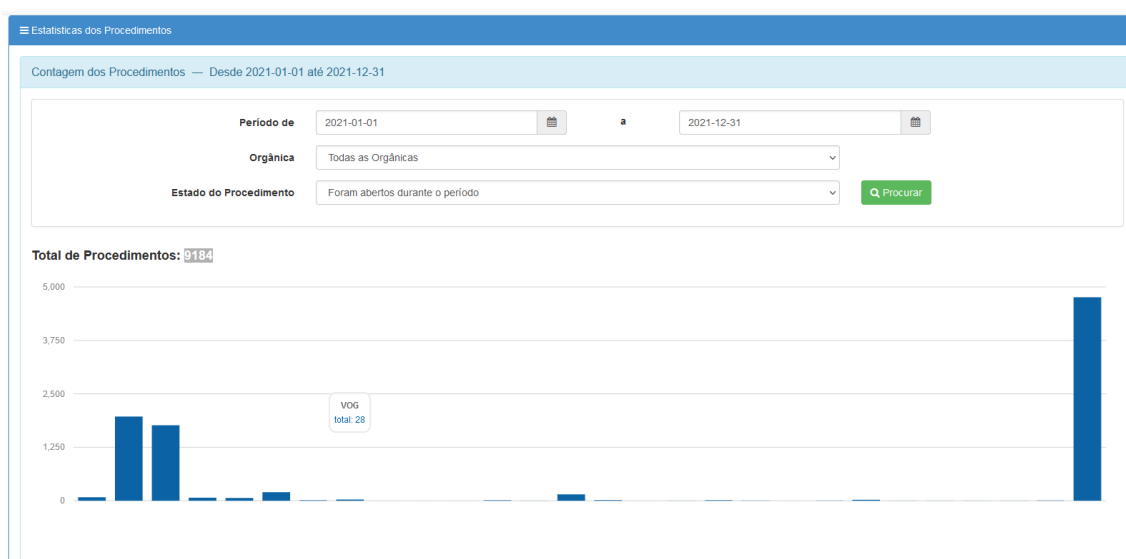 Estatisticas dos Procedimentos
Contagem dos Procedimentos — Desde 2021-01-01 até 2021-12-31
Período de 2021-01-01 a 2021-12-31
Orgânica Todas as Orgânicas
Estado do Procedimento Foram abertos durante o período Procurar
Total de Procedimentos: 9184
5,000
3,750
2,500
VOG
total: 28
1,250
0